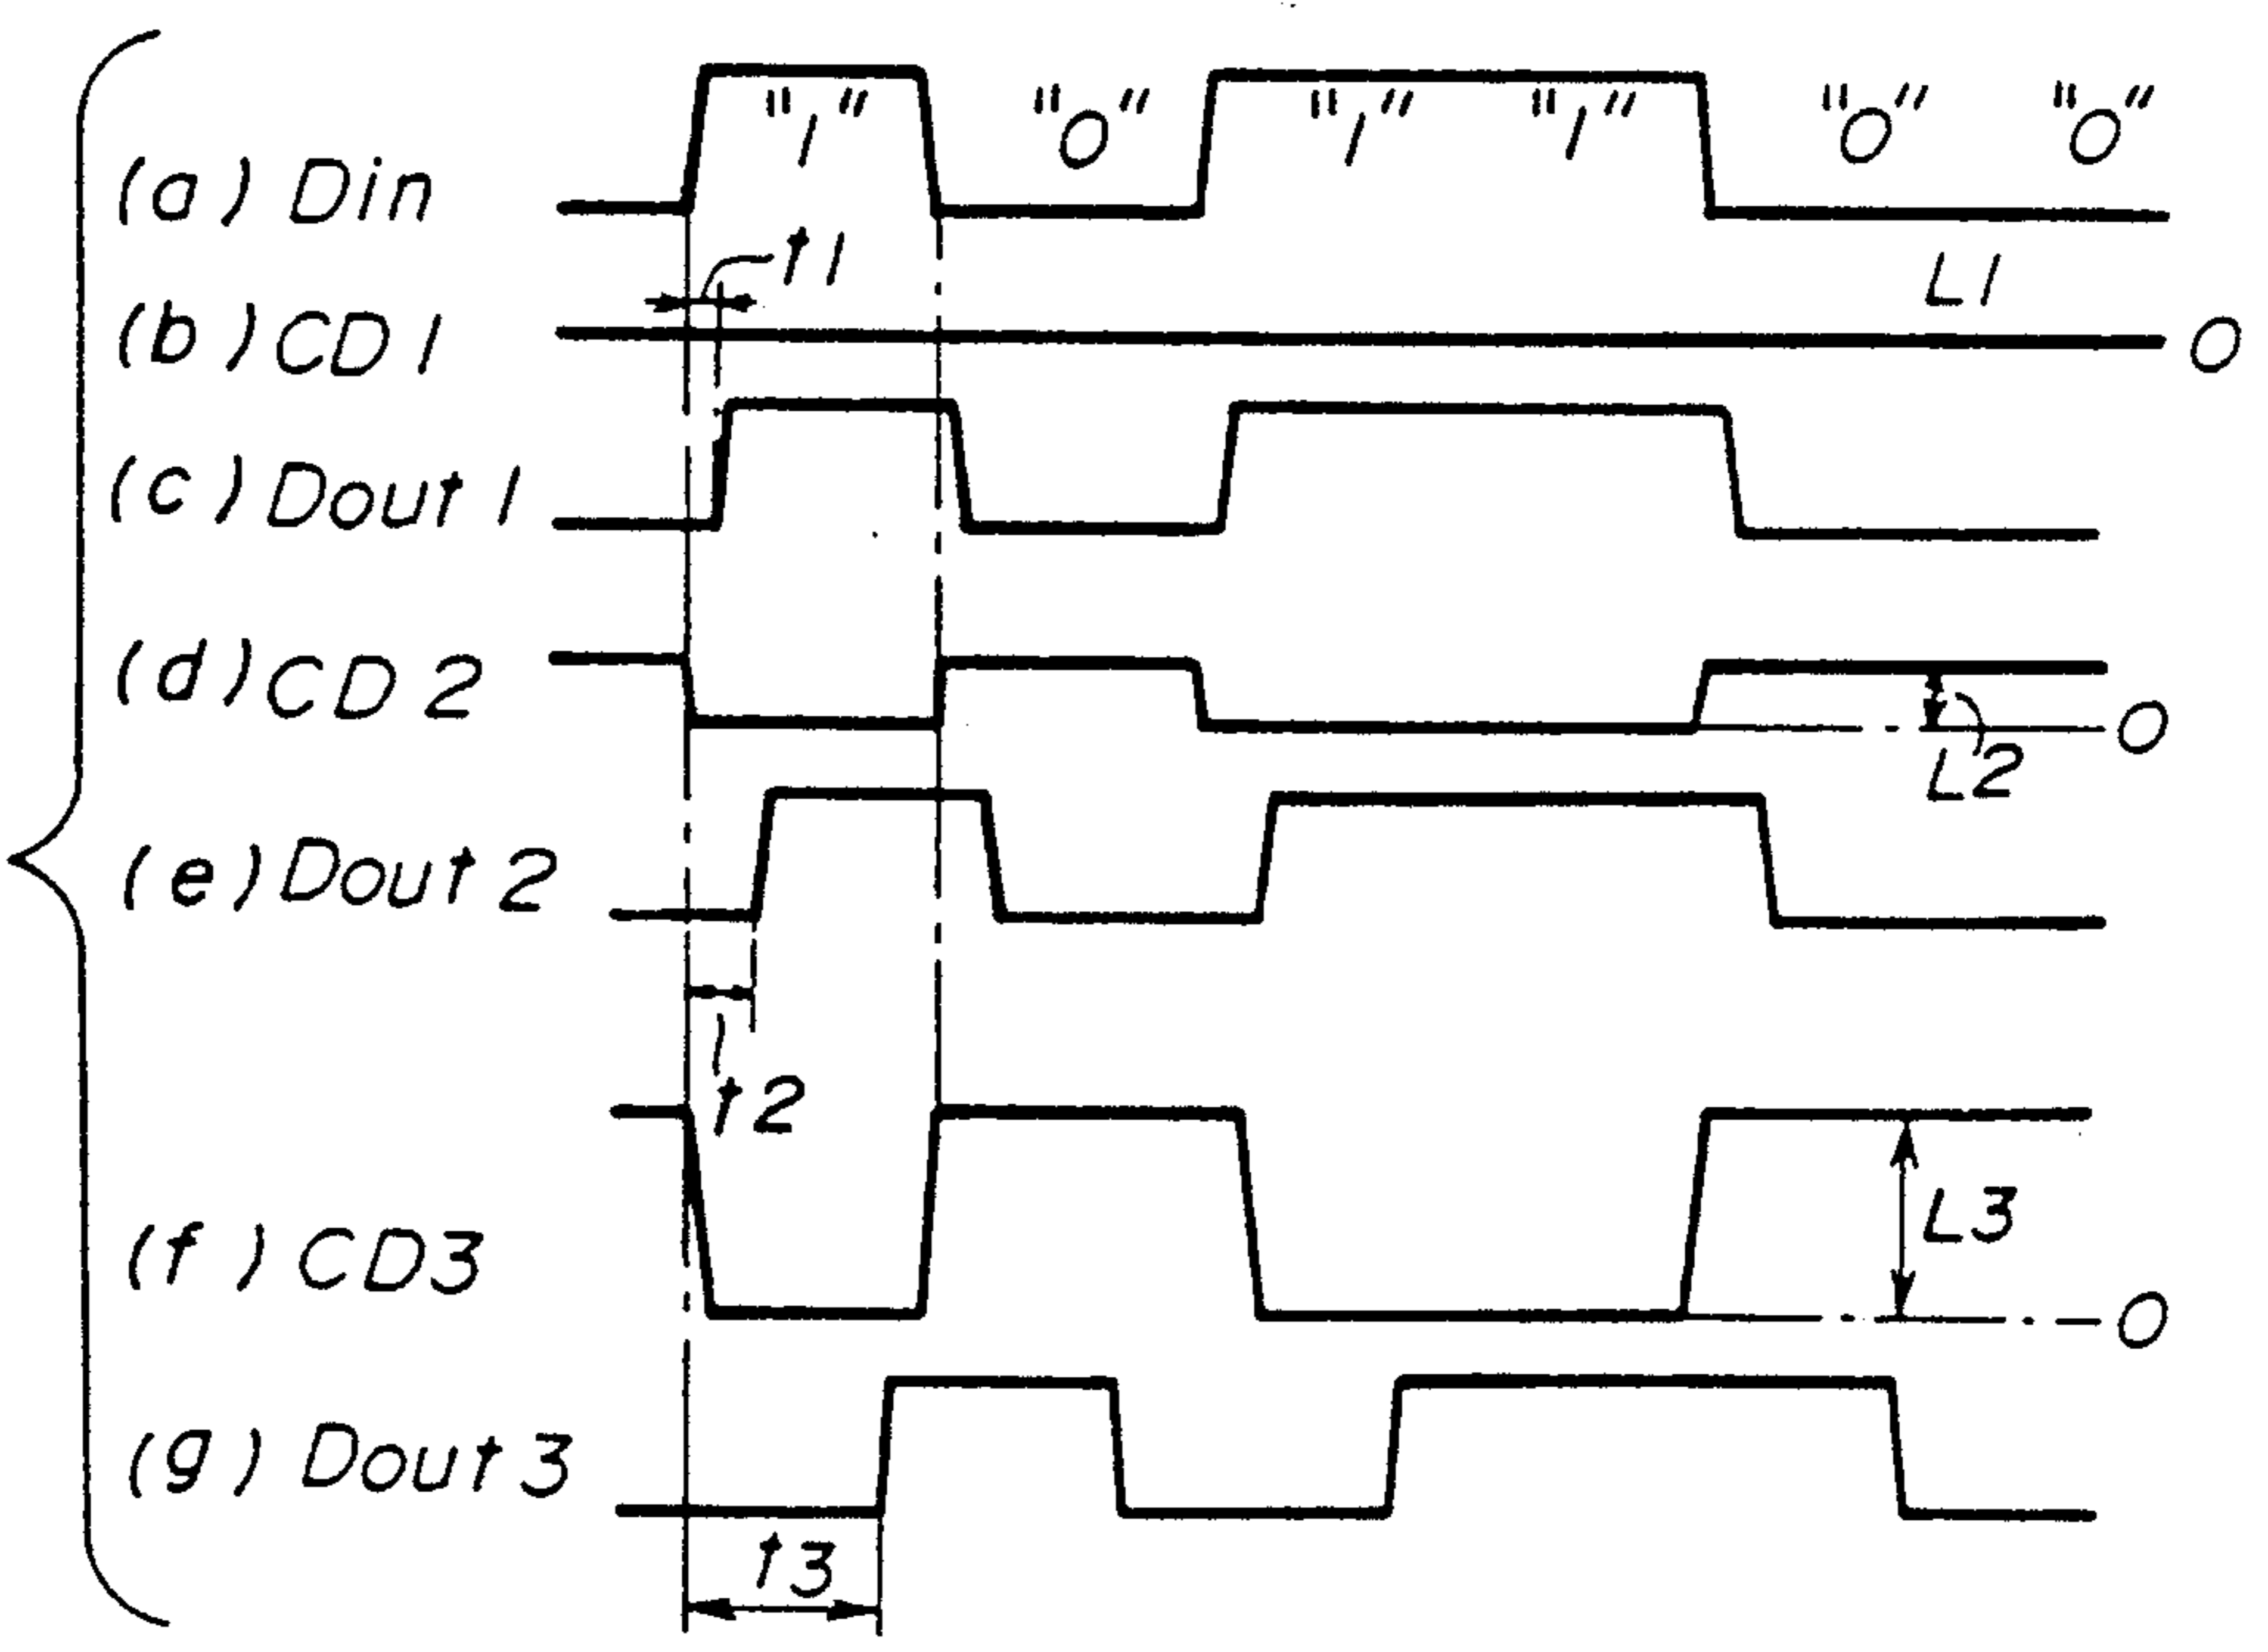 (a) Din "1" "0" "1" "1" "0" "0"
t1
L1
(b) CD1 0
(c) Dout 1
(d) CD2 0
L2
(e) Dout 2
t2
(f) CD3 L3
0
(g) Dout 3
t3